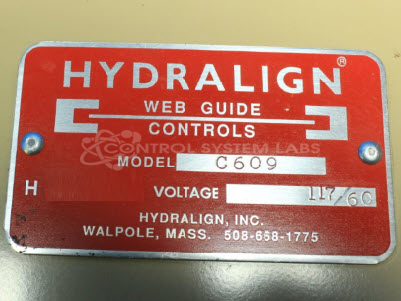 HYDRALIGN®
WEB GUIDE
CONTROLS
CONTROL SYSTEM LABS
MODEL C609
H VOLTAGE 117/60
HYDRALIGN, INC.
WALPOLE, MASS. 508-668-1775